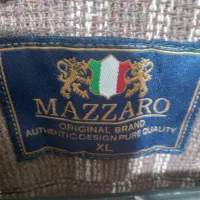 MAZZARO
ORIGINAL BRAND
AUTHENTIC DESIGN PURE QUALITY
XL